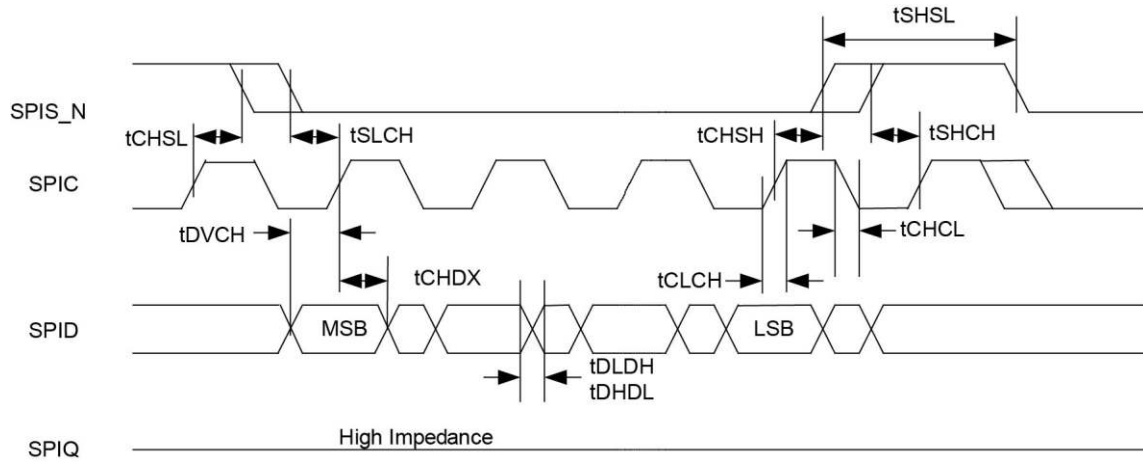 tSHSL
SPIS_N
tCHSL
tSLCH
tCHSH
tSHCH
SPIC
tDVCH
tCHCL
tCHDX
tCLCH
SPID
MSB
LSB
tDLDH
tDHDL
High Impedance
SPIQ